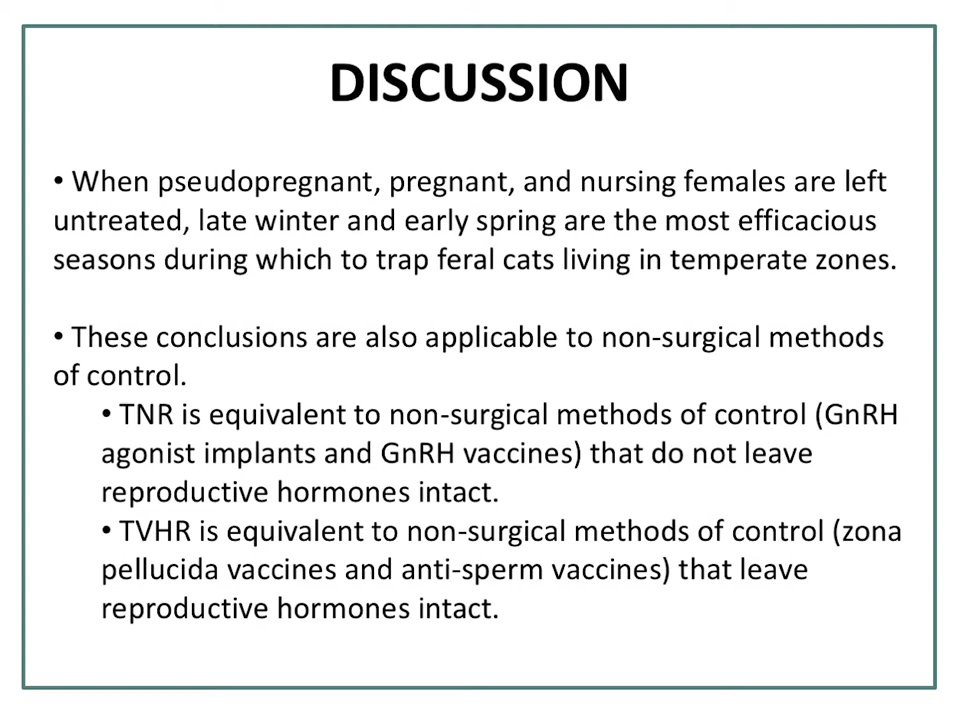 DISCUSSION
• When pseudopregnant, pregnant, and nursing females are left
untreated, late winter and early spring are the most efficacious
seasons during which to trap feral cats living in temperate zones.
• These conclusions are also applicable to non-surgical methods
of control.
• TNR is equivalent to non-surgical methods of control (GnRH
agonist implants and GnRH vaccines) that do not leave
reproductive hormones intact.
• TVHR is equivalent to non-surgical methods of control (zona
pellucida vaccines and anti-sperm vaccines) that leave
reproductive hormones intact.